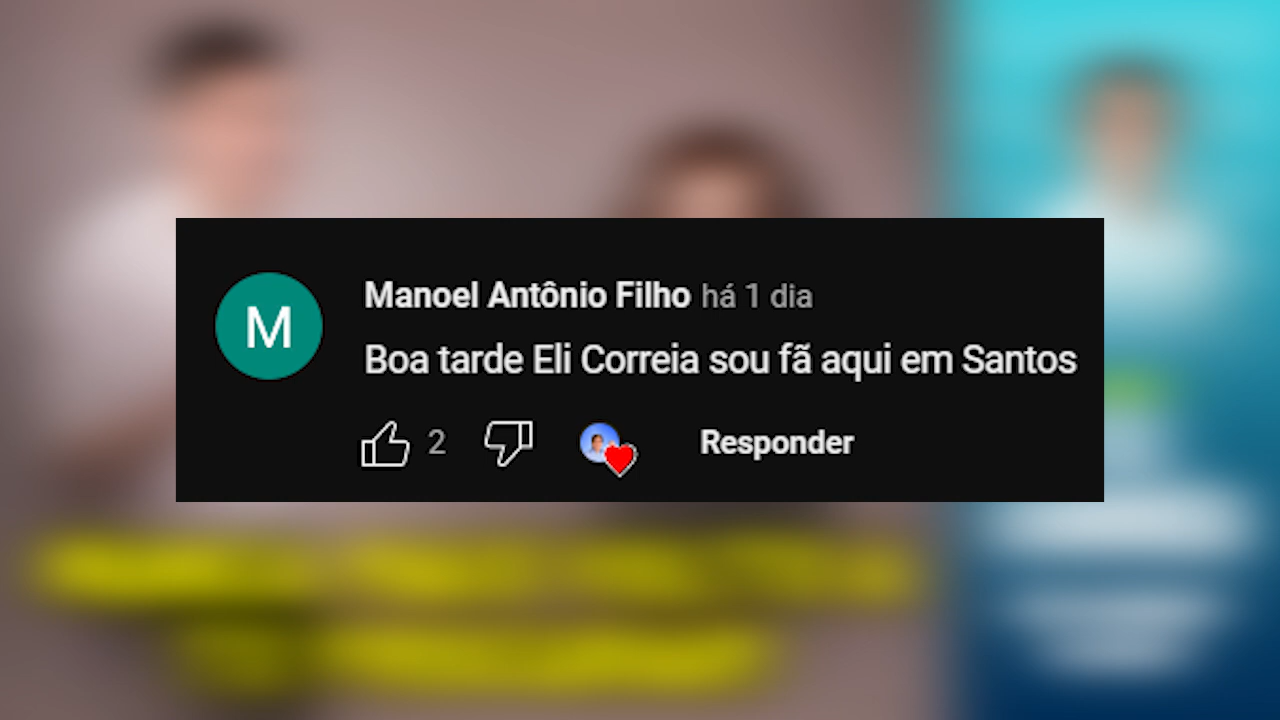 M
Manoel Antônio Filho há 1 dia
Boa tarde Eli Correia sou fã aqui em Santos
2
Responder